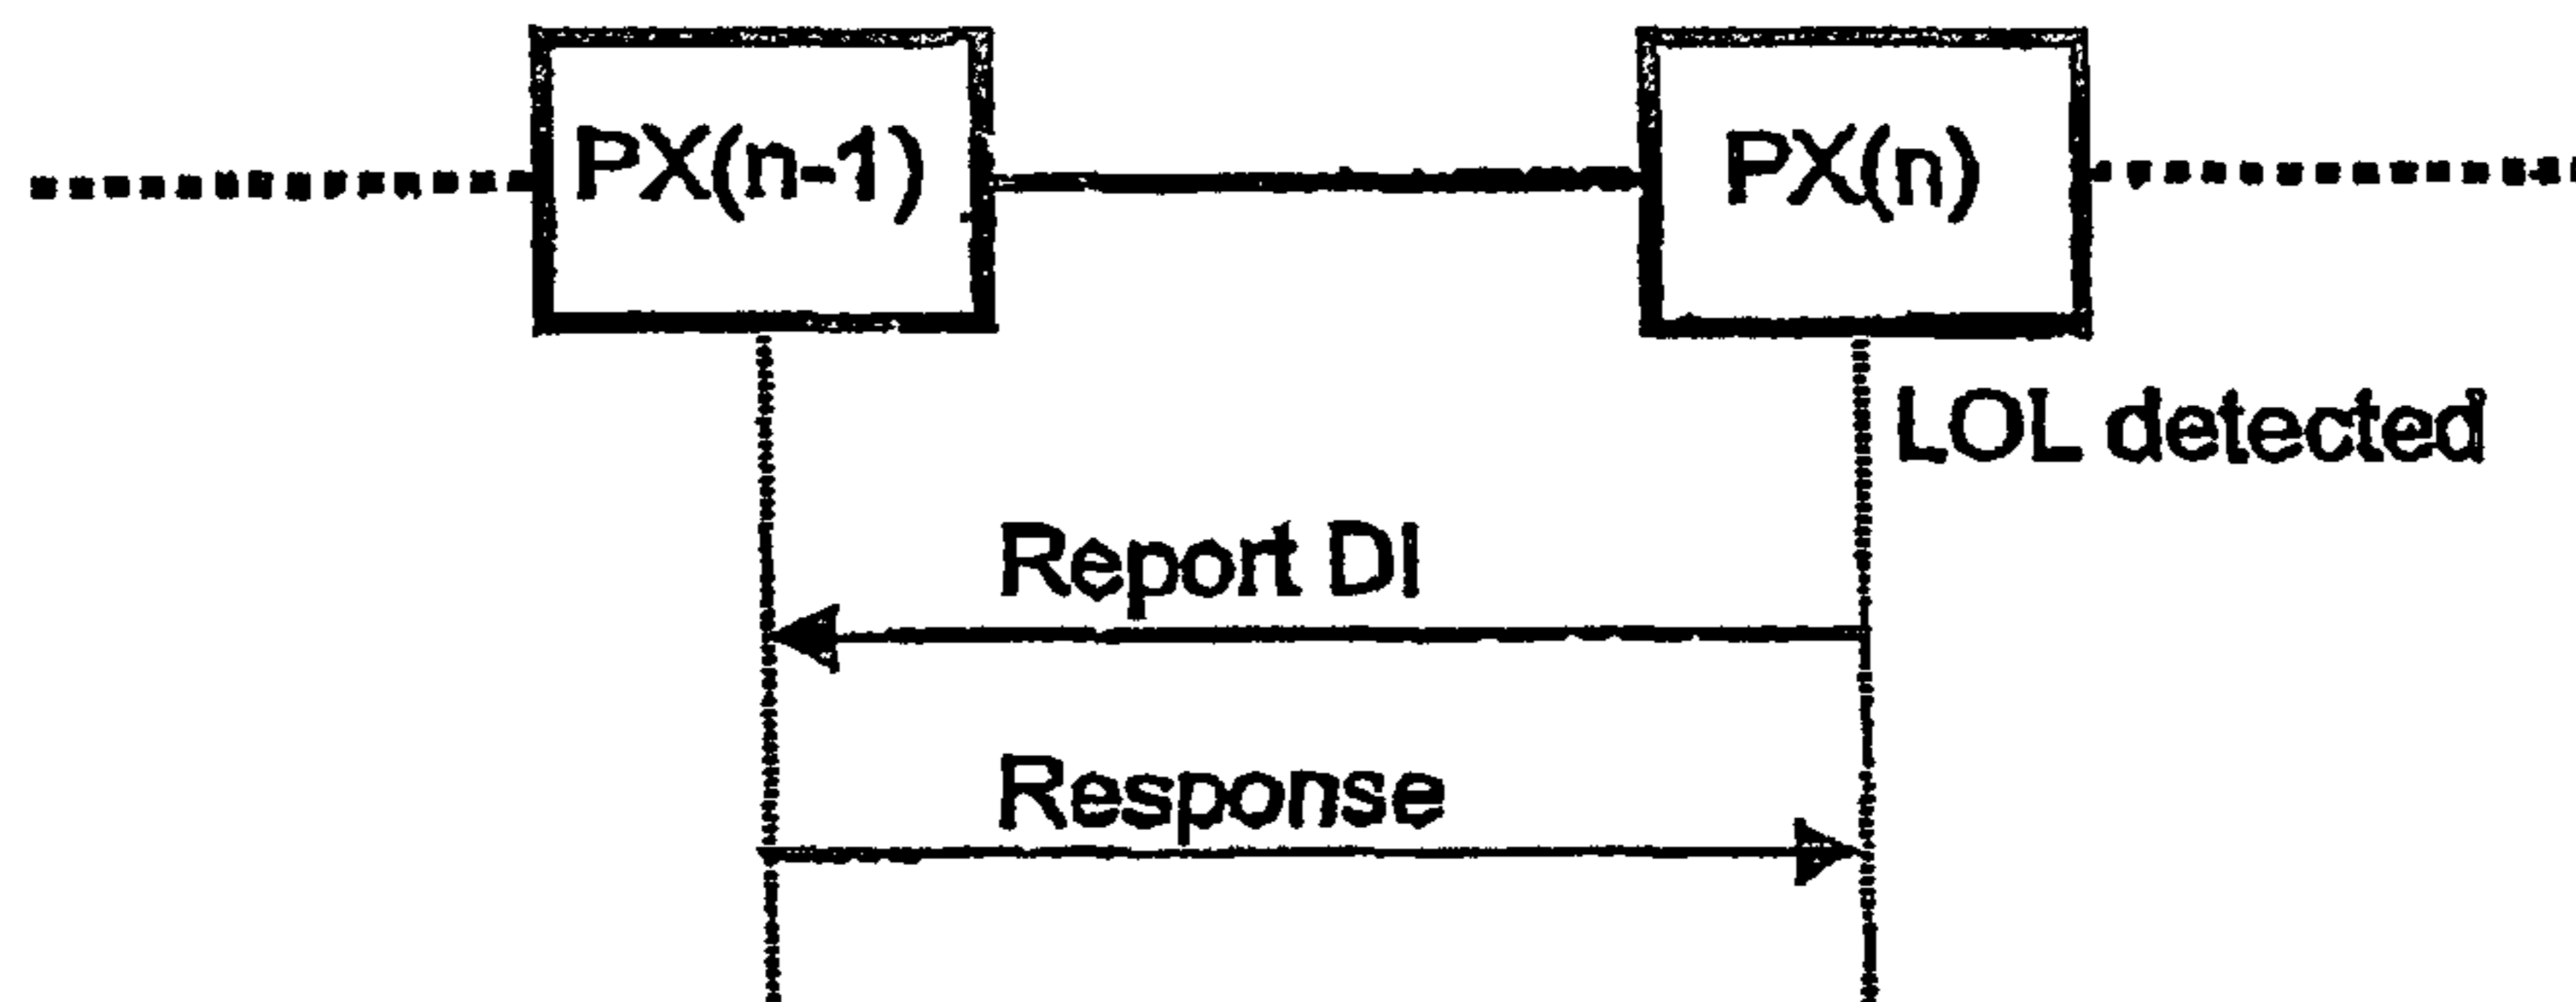 PX(n-1)
PX(n)
LOL detected
Report DI
Response